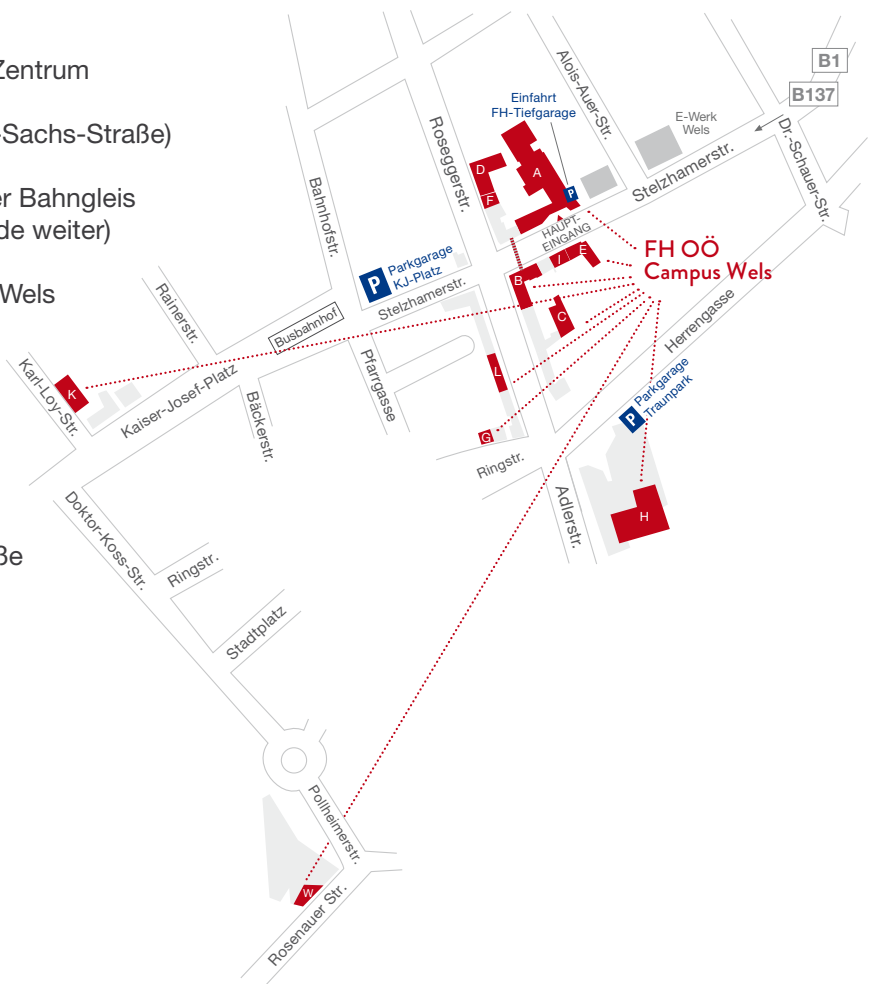 Zentrum
-Sachs-Straße)
er Bahngleis
de weiter)
Wels
ße
B1
B137
Alois-Auer-Str.
E-Werk
Wels
Einfahrt
FH-Tiefgarage
Dr.-Schauer-Str.
Roseggerstr.
Stelzhamerstr.
D
A
F
P
HAUPT-
EINGANG
Bahnhofstr.
E
I
FH OÖ
Campus Wels
Parkgarage
KJ-Platz
P
B
Stelzhamerstr.
C
Herrengasse
Rainerstr.
Busbahnhof
Pfarrgasse
L
Karl-Loy-Str.
K
Kaiser-Josef-Platz
Bäckerstr.
Parkgarage
Traunpark
P
G
Ringstr.
Adlerstr.
H
Doktor-Koss-Str.
Ringstr.
Stadtplatz
Pollheimerstr.
W
Rosenauer Str.